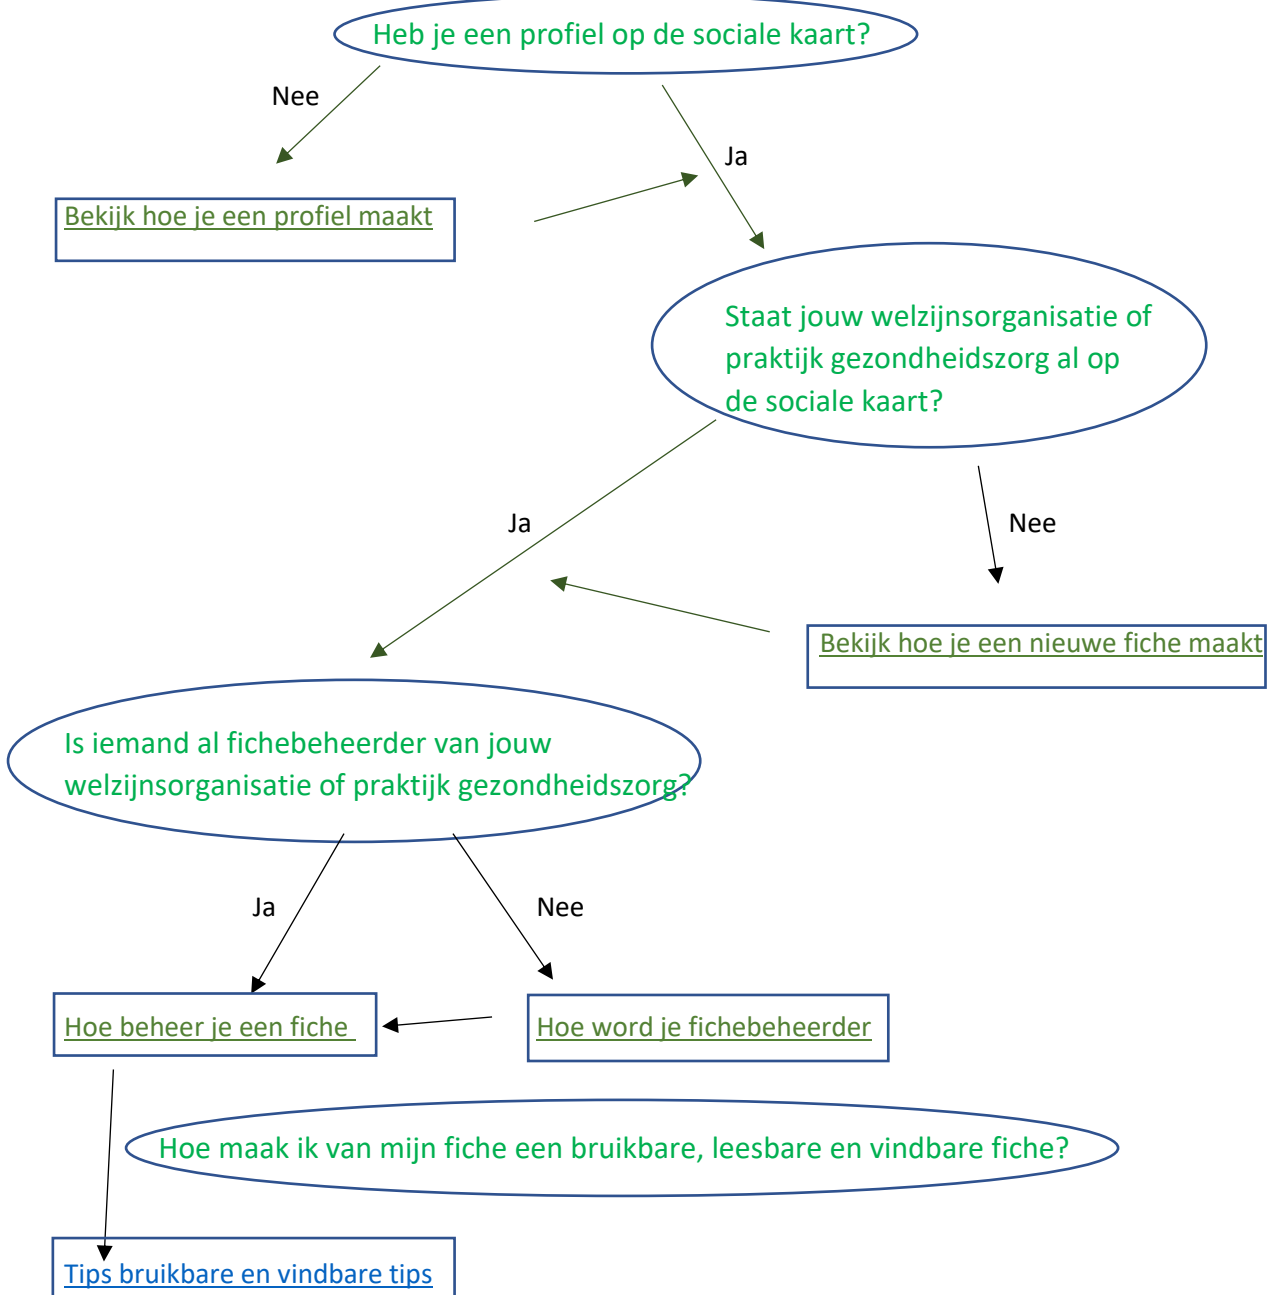 Heb je een profiel op de sociale kaart?
Nee
Ja
Bekijk hoe je een profiel maakt
Staat jouw welzijnsorganisatie of
praktijk gezondheidszorg al op
de sociale kaart?
Ja
Nee
Bekijk hoe je een nieuwe fiche maakt
Is iemand al fichebeheerder van jouw
welzijnsorganisatie of praktijk gezondheidszorg?
Ja
Nee
Hoe beheer je een fiche
Hoe word je fichebeheerder
Hoe maak ik van mijn fiche een bruikbare, leesbare en vindbare fiche?
Tips bruikbare en vindbare tips